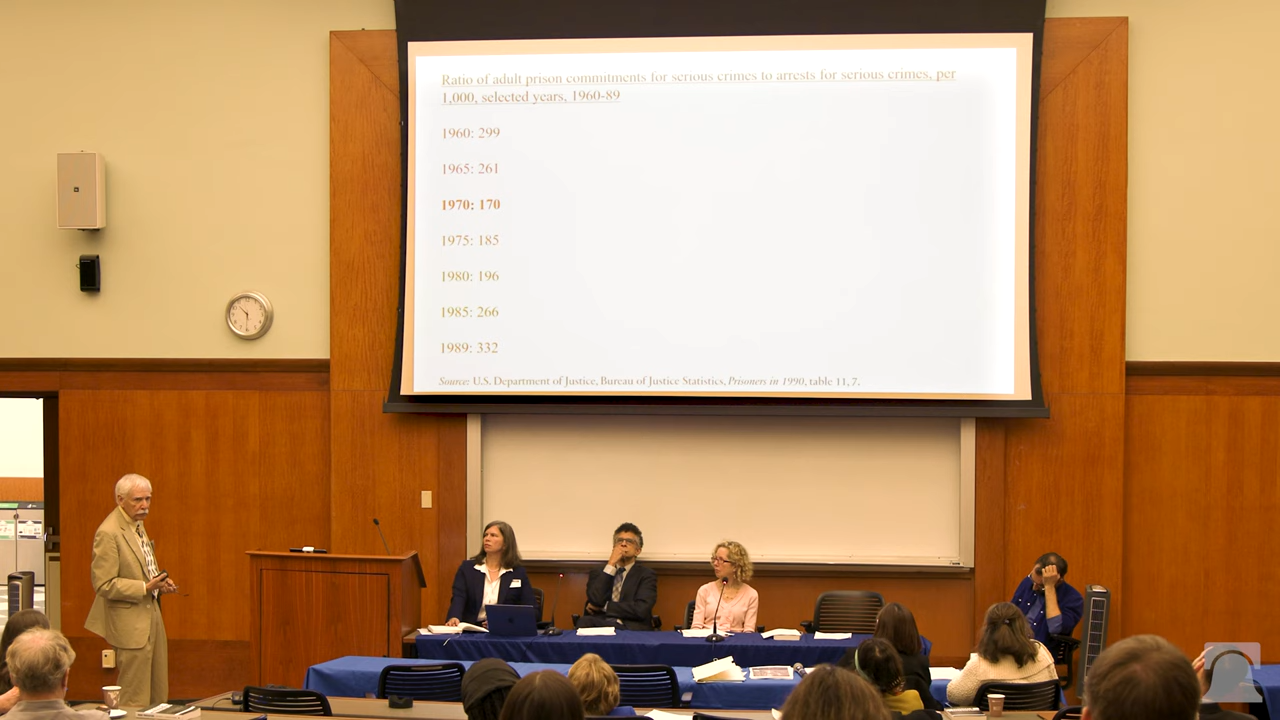 Ratio of adult prison commitments for serious crimes to arrests for serious crimes, per
1,000, selected years, 1960-89
1960: 299
1965: 261
1970: 170
1975: 185
1980: 196
1985: 266
1989: 332
Source: U.S. Department of Justice, Bureau of Justice Statistics, Prisoners in 1990, table 11, 7.